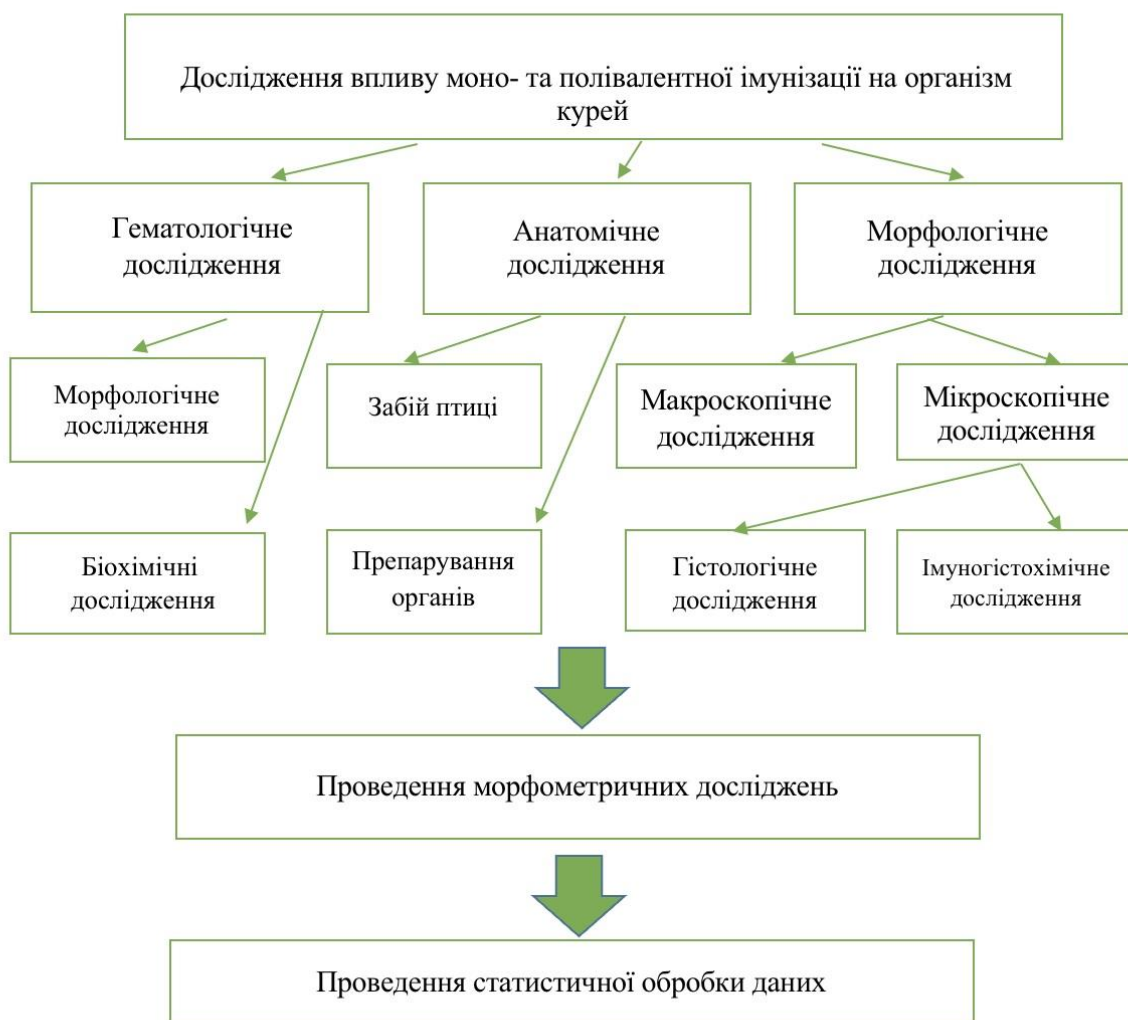 Дослідження впливу моно- та полівалентної імунізації на організм
курей
Гематологічне
дослідження
Анатомічне
дослідження
Морфологічне
дослідження
Морфологічне
дослідження
Забій птиці
Макроскопічне
дослідження
Мікроскопічне
дослідження
Біохімічні
дослідження
Препарування
органів
Гістологічне
дослідження
Імуногістохімічне
дослідження
Проведення морфометричних досліджень
Проведення статистичної обробки даних